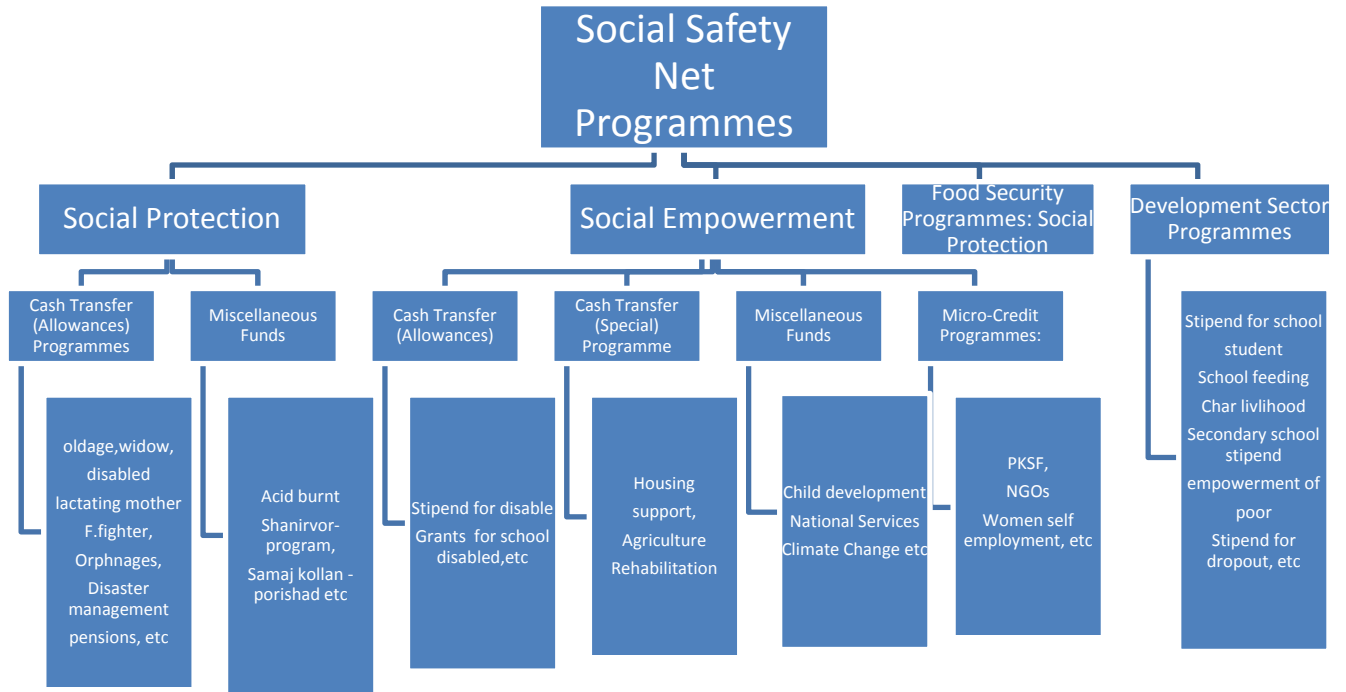 Social Safety
Net
Programmes
Social Protection
Social Empowerment
Food Security
Programmes: Social
Protection
Development Sector
Programmes
Cash Transfer
(Allowances)
Programmes
Miscellaneous
Funds
Cash Transfer
(Allowances)
Cash Transfer
(Special)
Programme
Miscellaneous
Funds
Micro-Credit
Programmes:
oldage,widow,
disabled
lactating mother
F.fighter,
Orphnages,
Disaster
management
pensions, etc
Acid burnt
Shanirvor-
program,
Samaj kollan -
porishad etc
Stipend for disable
Grants for school
disabled,etc
Housing
support,
Agriculture
Rehabilitation
Child development
National Services
Climate Change etc
PKSF,
NGOs
Women self
employment, etc
Stipend for school
student
School feeding
Char livlihood
Secondary school
stipend
empowerment of
poor
Stipend for
dropout, etc